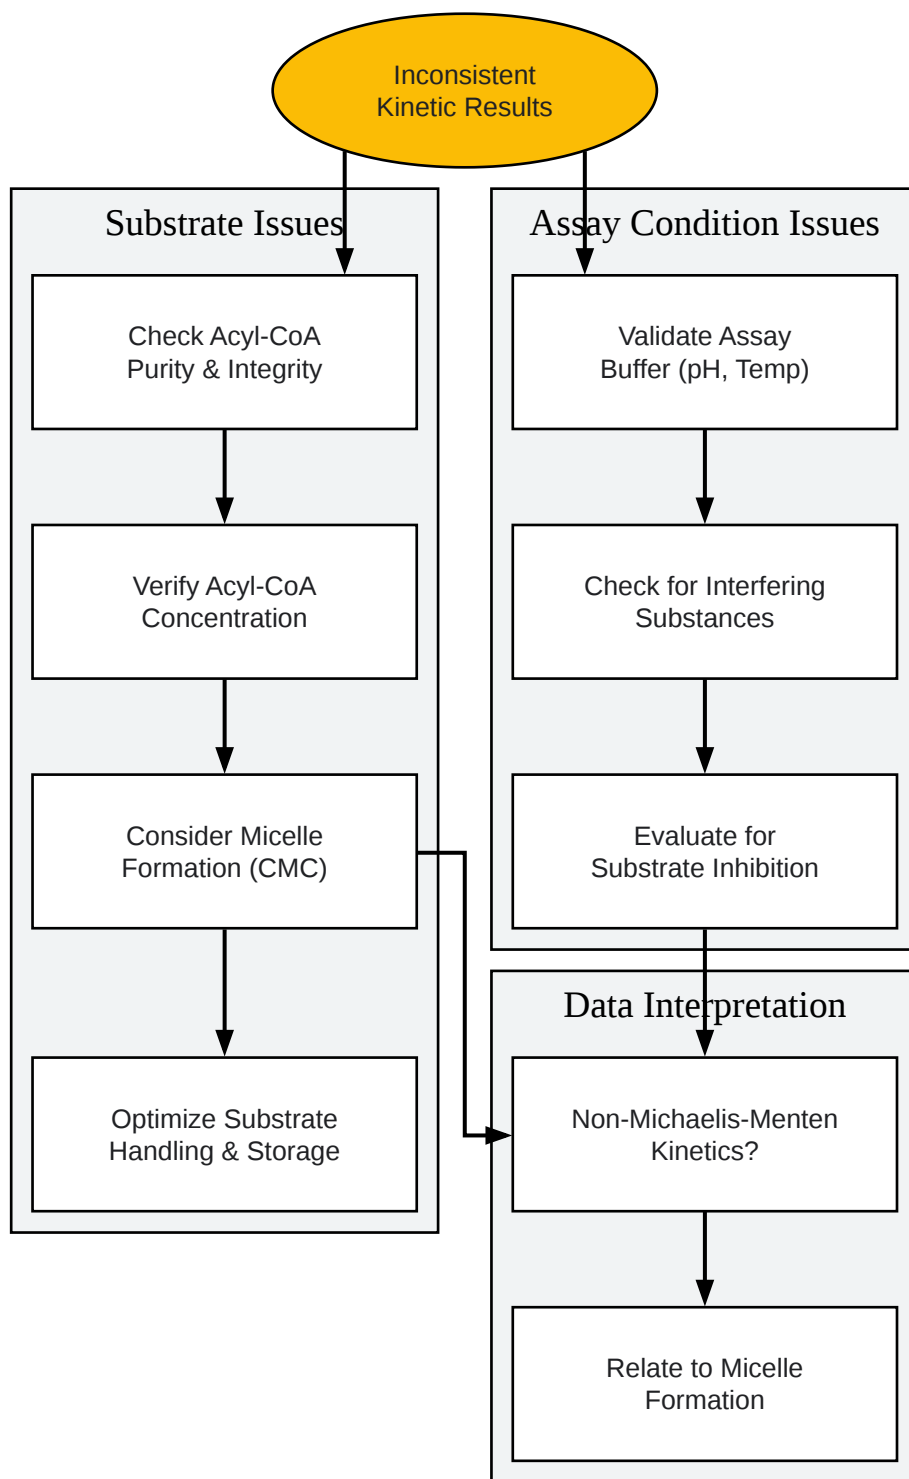 Inconsistent
Kinetic Results
Substrate Issues
Check Acyl-CoA
Purity & Integrity
Verify Acyl-CoA
Concentration
Consider Micelle
Formation (CMC)
Optimize Substrate
Handling & Storage
Assay Condition Issues
Validate Assay
Buffer (pH, Temp)
Check for Interfering
Substances
Evaluate for
Substrate Inhibition
Data Interpretation
Non-Michaelis-Menten
Kinetics?
Relate to Micelle
Formation